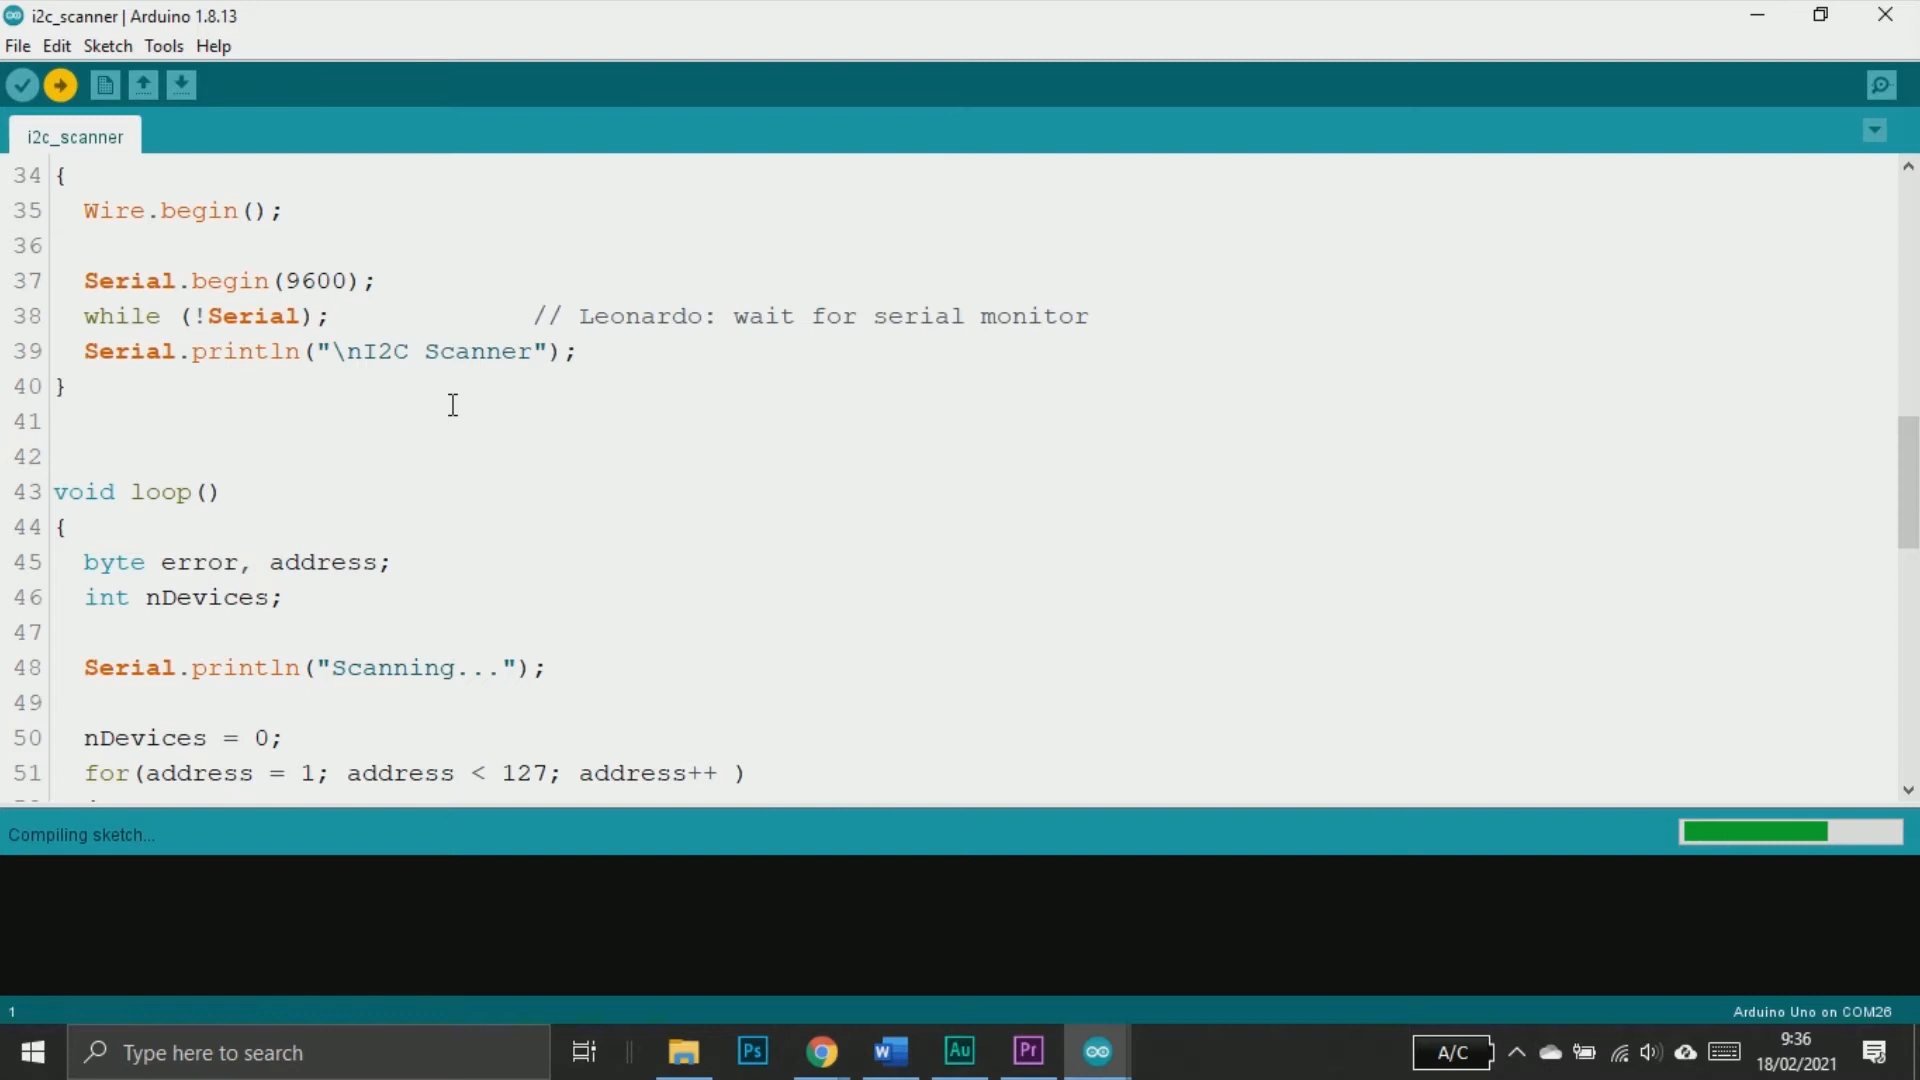 i2c_scanner | Arduino 1.8.13
File Edit Sketch Tools Help
i2c_scanner
34 {
35 Wire.begin();
36
37 Serial.begin(9600);
38 while (!Serial); // Leonardo: wait for serial monitor
39 Serial.println("\nI2C Scanner");
40 }
41
42
43 void loop()
44 {
45 byte error, address;
46 int nDevices;
47
48 Serial.println("Scanning...");
49
50 nDevices = 0;
51 for(address = 1; address < 127; address++ )
Compiling sketch...
1 Arduino Uno on COM26
Type here to search Ps W Au Pr A/C 9:36
18/02/2021